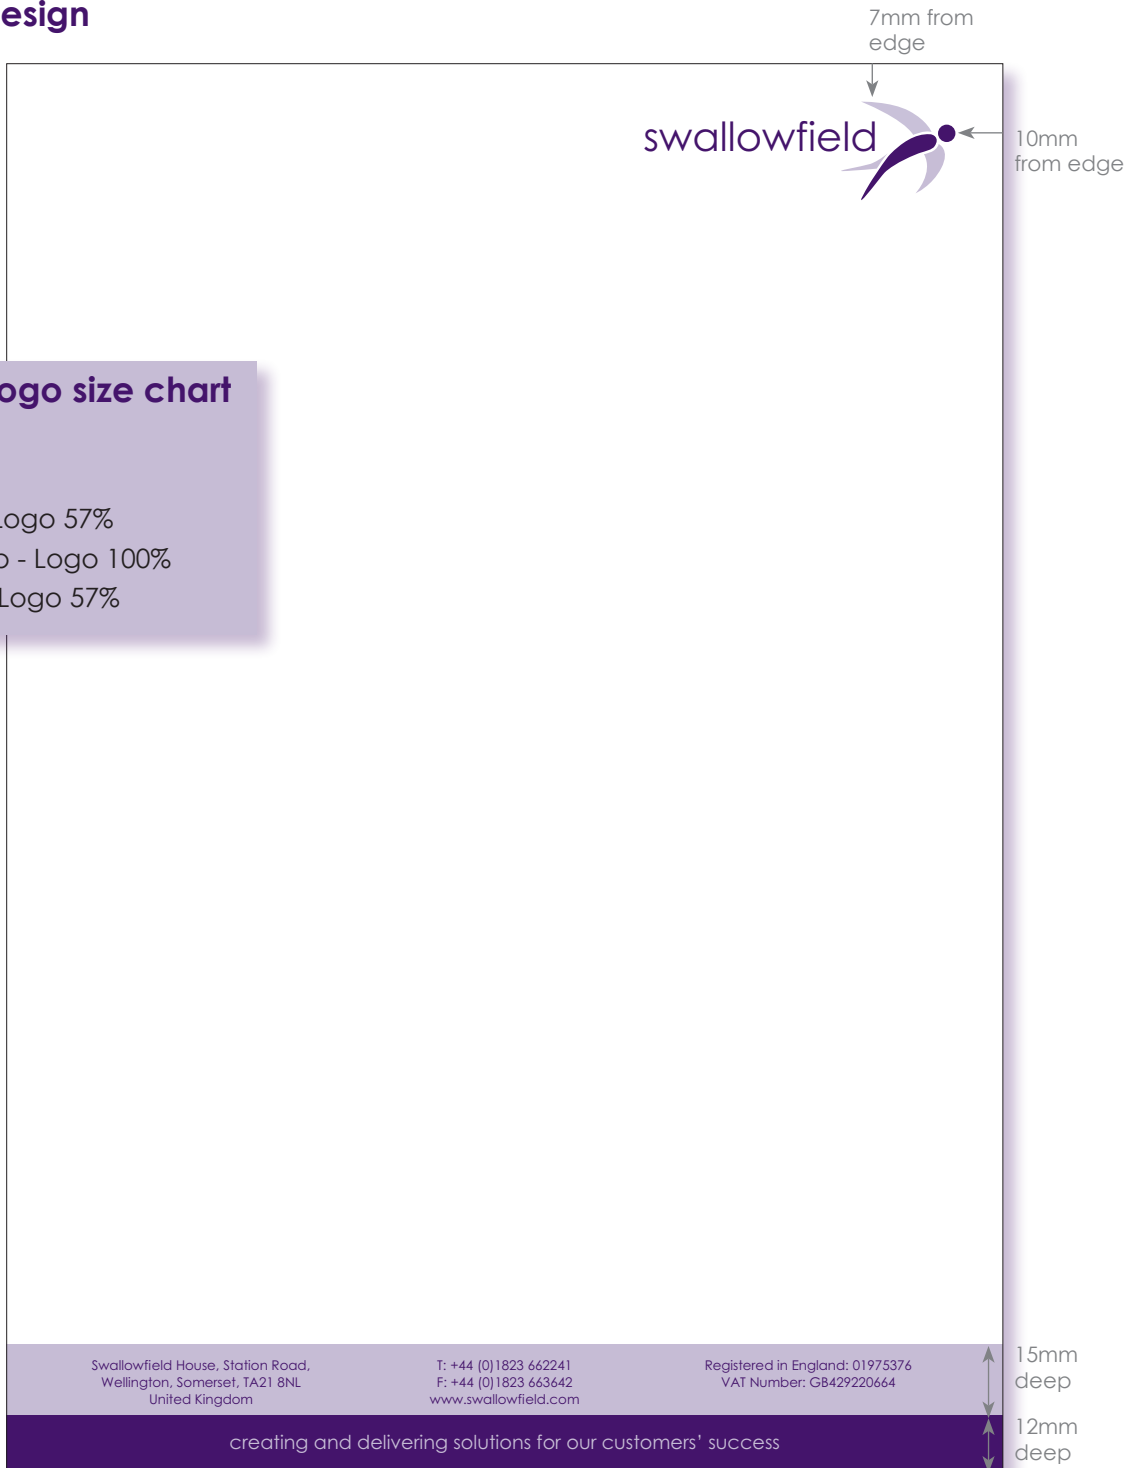 esign
7mm from
edge
swallowfield
10mm
from edge
ogo size chart
Logo 57%
- Logo 100%
Logo 57%
Swallowfield House, Station Road,
Wellington, Somerset, TA21 8NL
United Kingdom
T: +44 (0)1823 662241
F: +44 (0)1823 663642
www.swallowfield.com
Registered in England: 01975376
VAT Number: GB429220664
15mm
deep
creating and delivering solutions for our customers’ success
12mm
deep